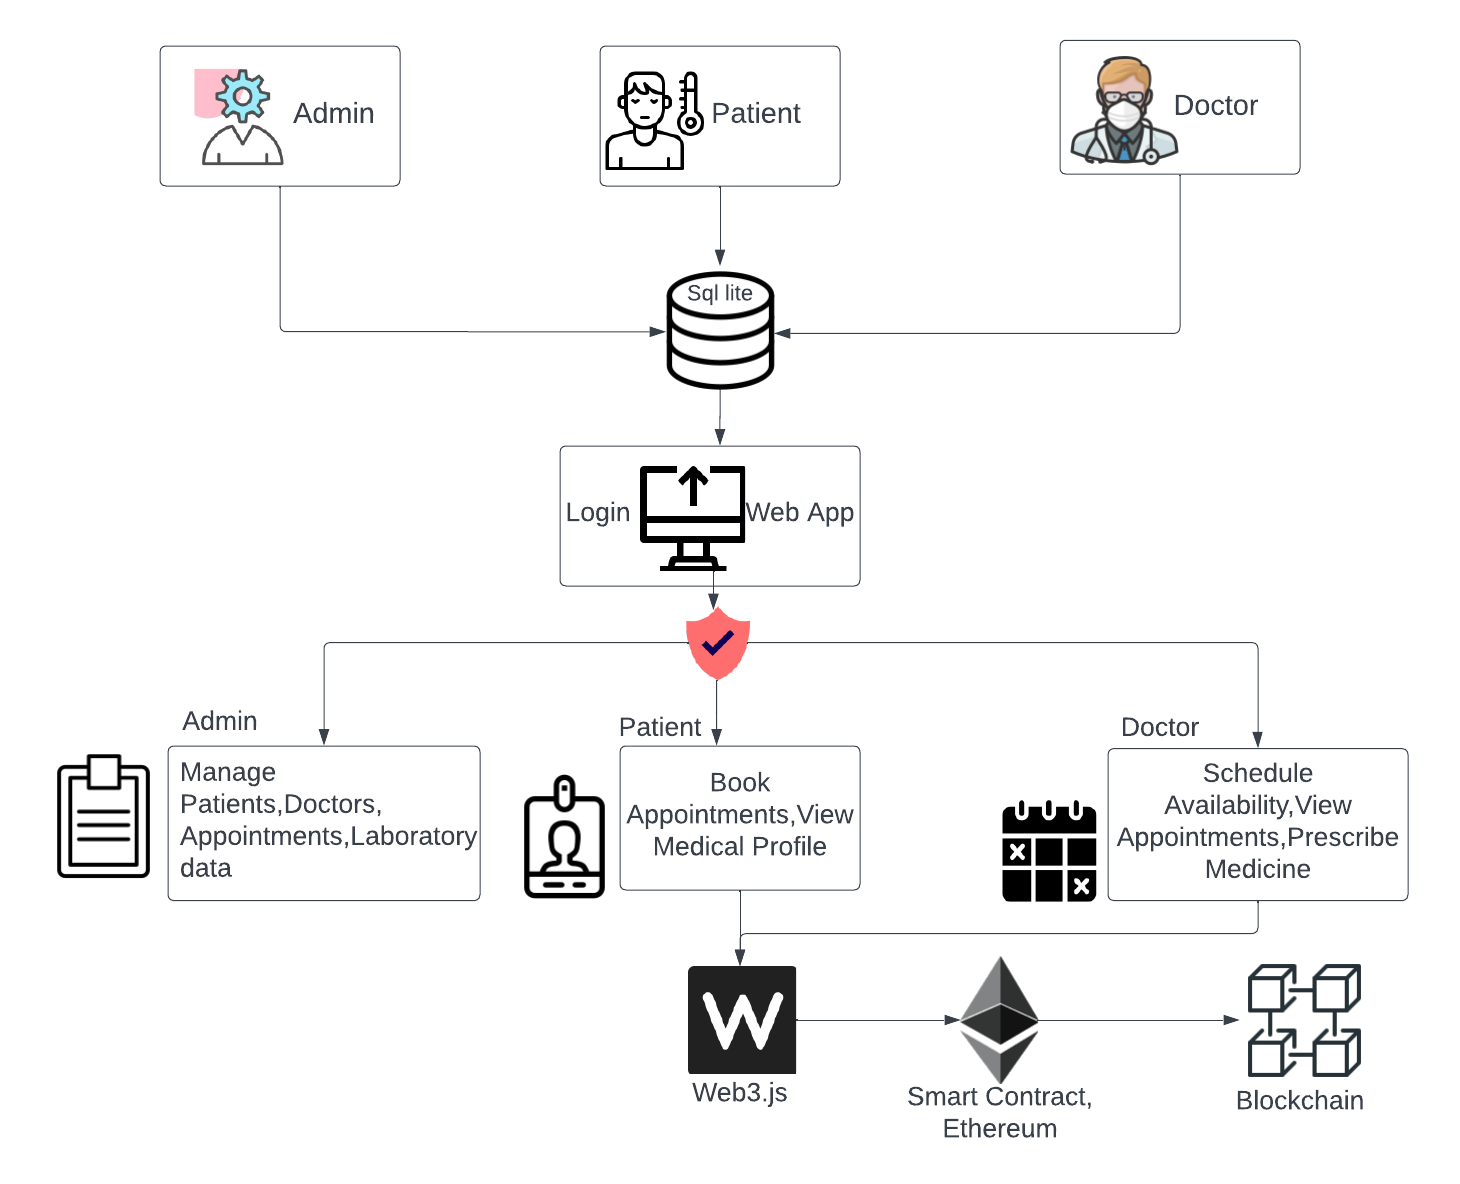 Admin
Patient
Doctor
Sql lite
Login
Web App
Admin
Patient
Doctor
Manage
Patients,Doctors,
Appointments,Laboratory
data
Book
Appointments,View
Medical Profile
Schedule
Availability,View
Appointments,Prescribe
Medicine
W
Web3.js
Smart Contract,
Ethereum
Blockchain